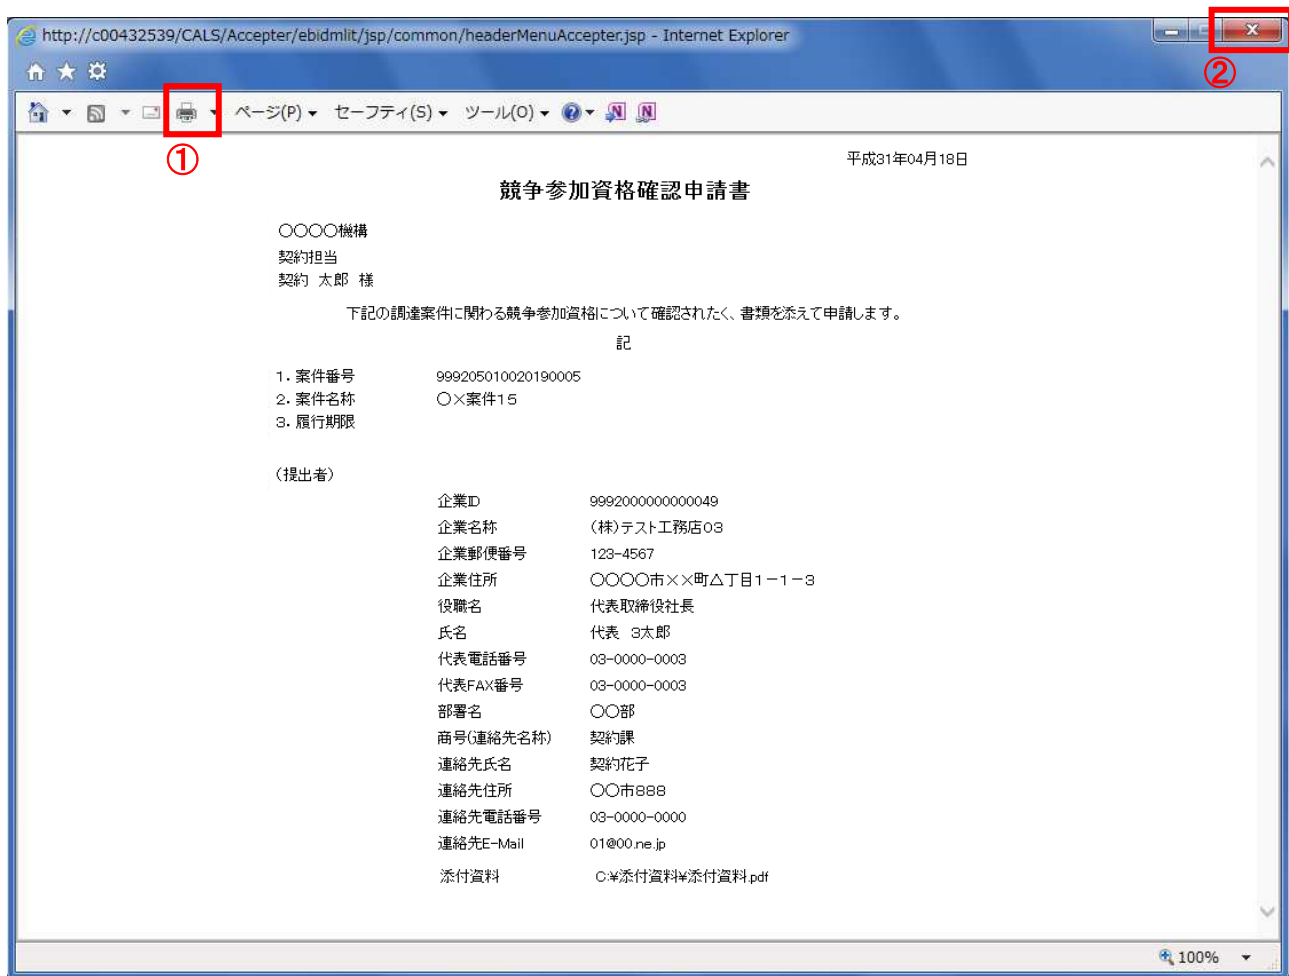 http://c00432539/CALS/Accepter/ebidmlit/jsp/common/headerMenuAccepter.jsp - Internet Explorer
②
ページ(P) セーフティ(S) ツール(O)
①
平成31年04月18日
競争参加資格確認申請書
〇〇〇〇機構
契約担当
契約 太郎 様
下記の調達案件に関わる競争参加資格について確認されたく、書類を添えて申請します。
記
1. 案件番号 999205010020190005
2. 案件名称 〇×案件15
3. 履行期限
(提出者)
企業ID 9992000000000049
企業名称 (株)テスト工務店03
企業郵便番号 123-4567
企業住所 〇〇〇〇市××町△丁目1-1-3
役職名 代表取締役社長
氏名 代表 3太郎
代表電話番号 03-0000-0003
代表FAX番号 03-0000-0003
部署名 〇〇部
商号(連絡先名称) 契約課
連絡先氏名 契約花子
連絡先住所 〇〇市888
連絡先電話番号 03-0000-0000
連絡先E-Mail 01@00.ne.jp
添付資料 C:¥添付資料¥添付資料.pdf
100%